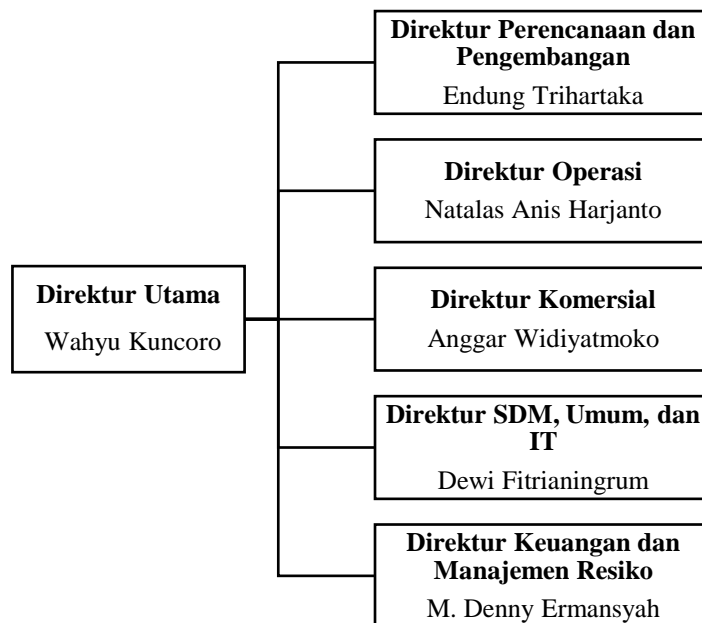 Direktur Perencanaan dan
Pengembangan
Endung Trihartaka
Direktur Operasi
Natalas Anis Harjanto
Direktur Utama
Wahyu Kuncoro
Direktur Komersial
Anggar Widiyatmoko
Direktur SDM, Umum, dan
IT
Dewi Fitrianingrum
Direktur Keuangan dan
Manajemen Resiko
M. Denny Ermansyah